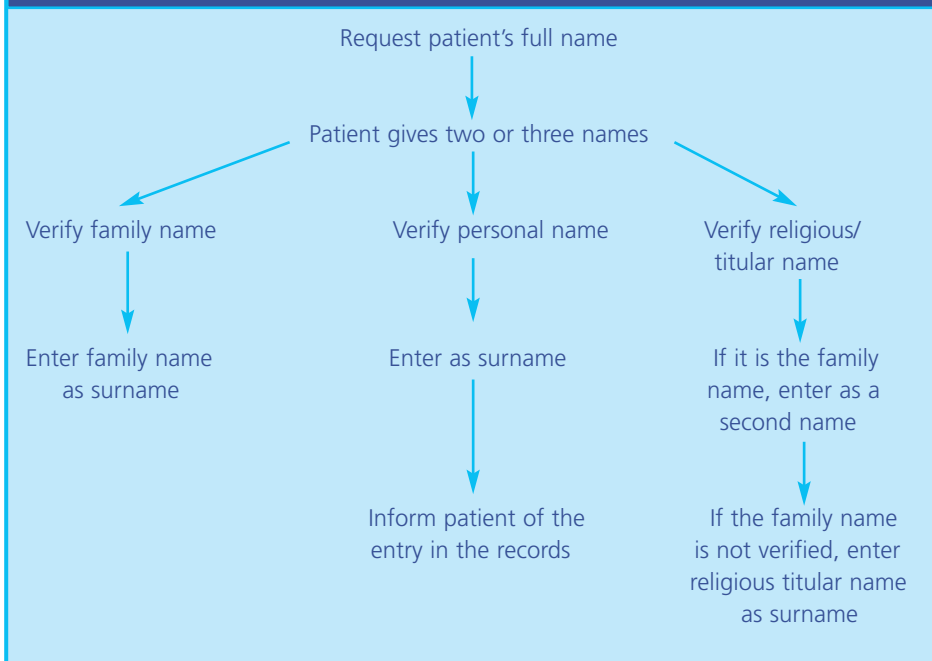 Request patient's full name
Patient gives two or three names
Verify family name
Enter family name
as surname
Verify personal name
Enter as surname
Inform patient of the
entry in the records
Verify religious/
titular name
If it is the family
name, enter as a
second name
If the family name
is not verified, enter
religious titular name
as surname